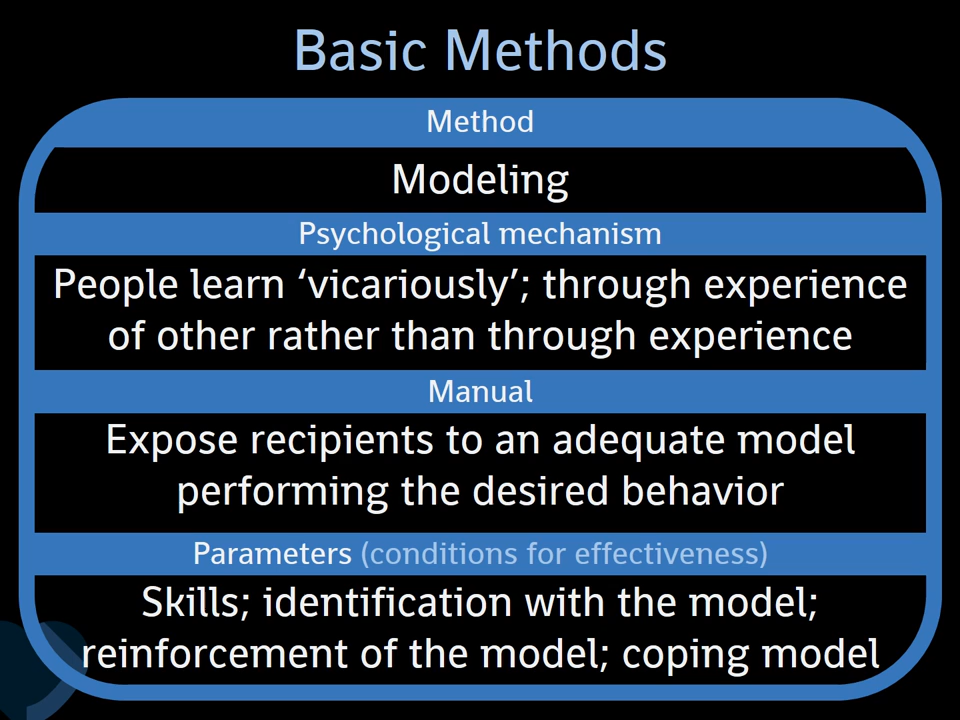 Basic Methods
Method
Modeling
Psychological mechanism
People learn ‘vicariously’; through experience
of other rather than through experience
Manual
Expose recipients to an adequate model
performing the desired behavior
Parameters (conditions for effectiveness)
Skills; identification with the model;
reinforcement of the model; coping model